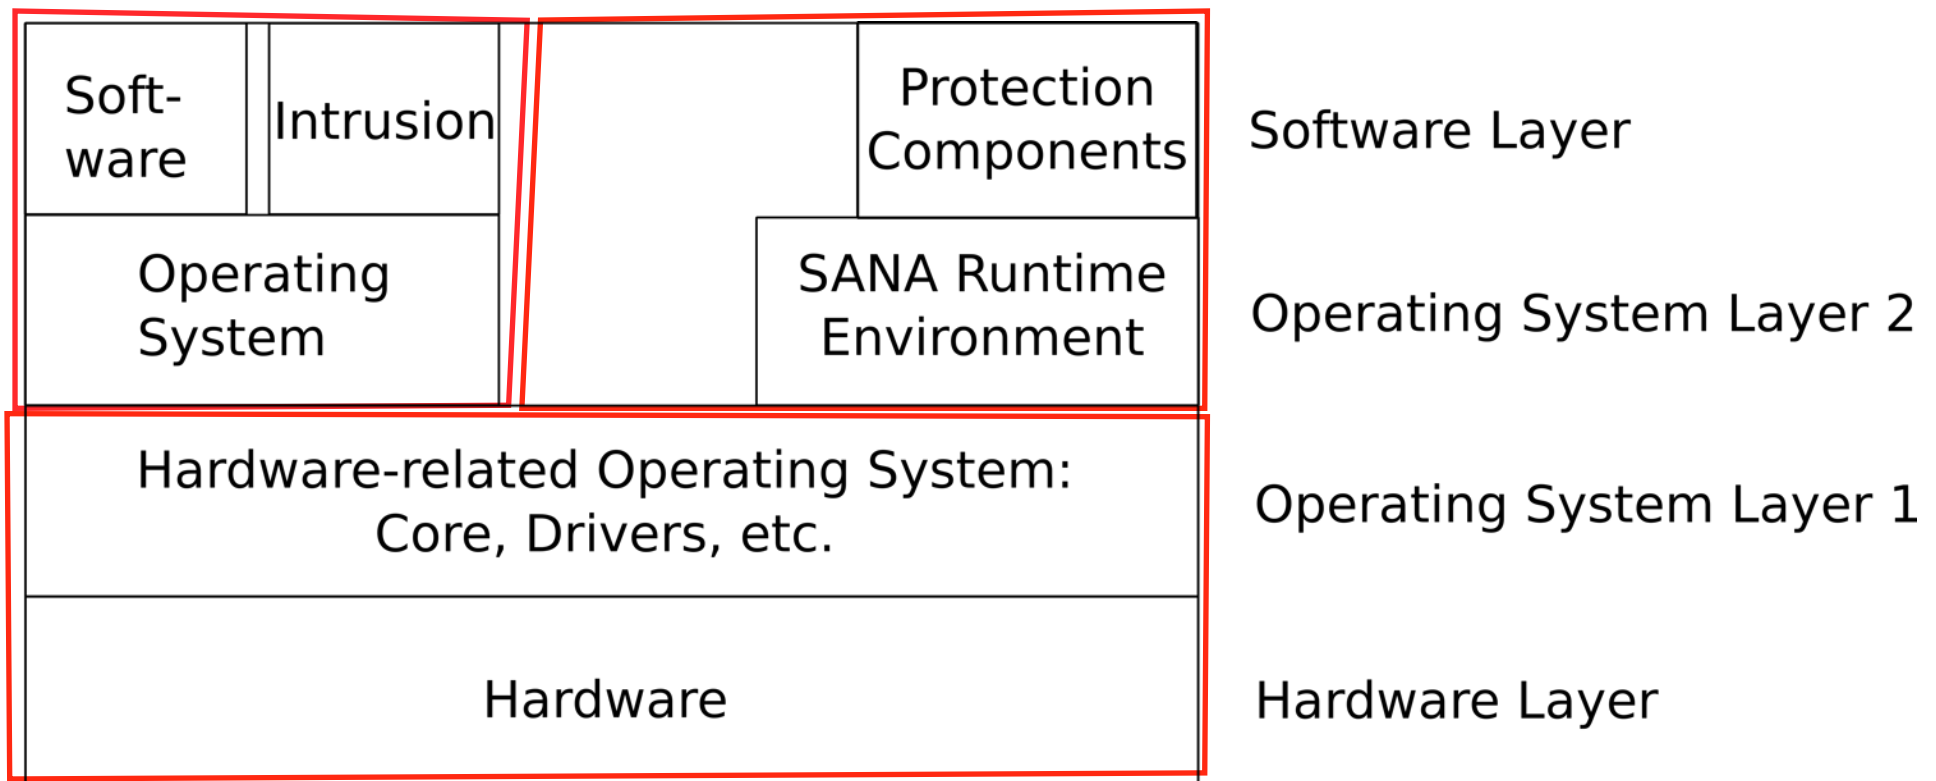 Soft-
ware
Intrusion
Protection
Components
Software Layer
Operating
System
SANA Runtime
Environment
Operating System Layer 2
Hardware-related Operating System:
Core, Drivers, etc.
Operating System Layer 1
Hardware
Hardware Layer